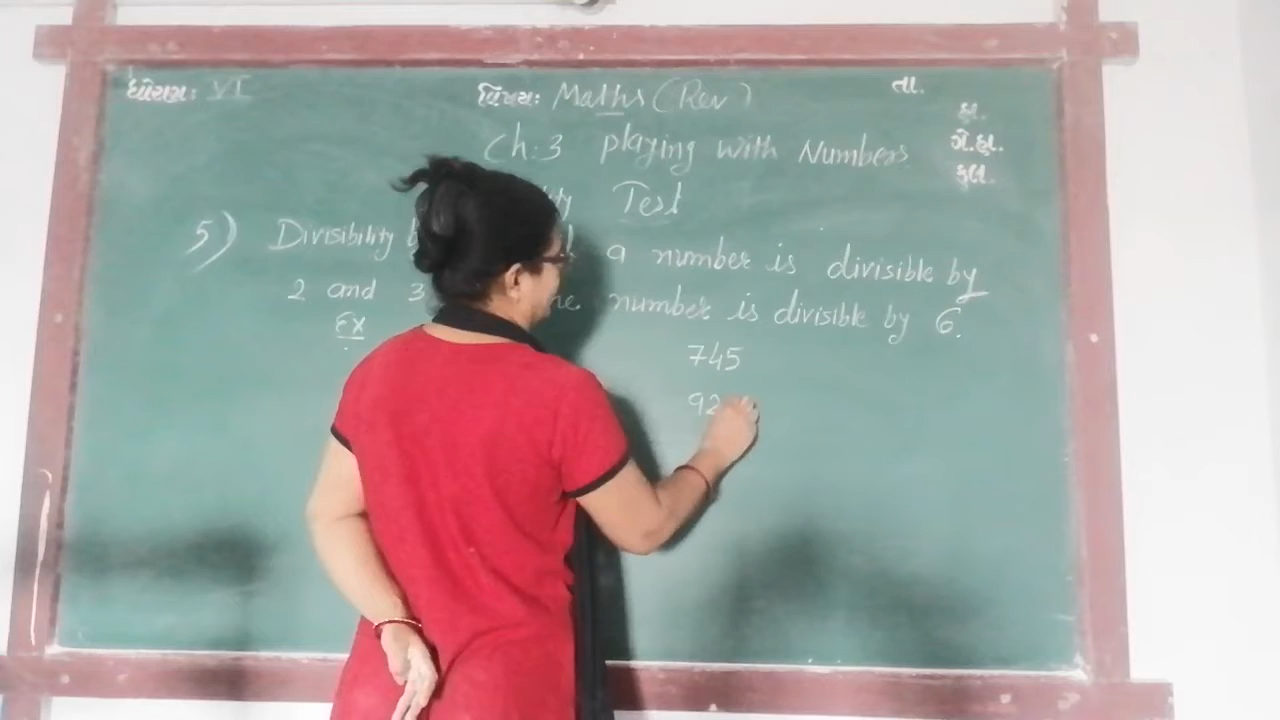 ધોરણ: VI વિષય: Maths (Rev) તા.
હા.
Ch:3 playing with Numbers ગે.હા.
કુલ.
Test
5) Divisibility a number is divisible by
2 and 3 number is divisible by 6.
Ex
745
92